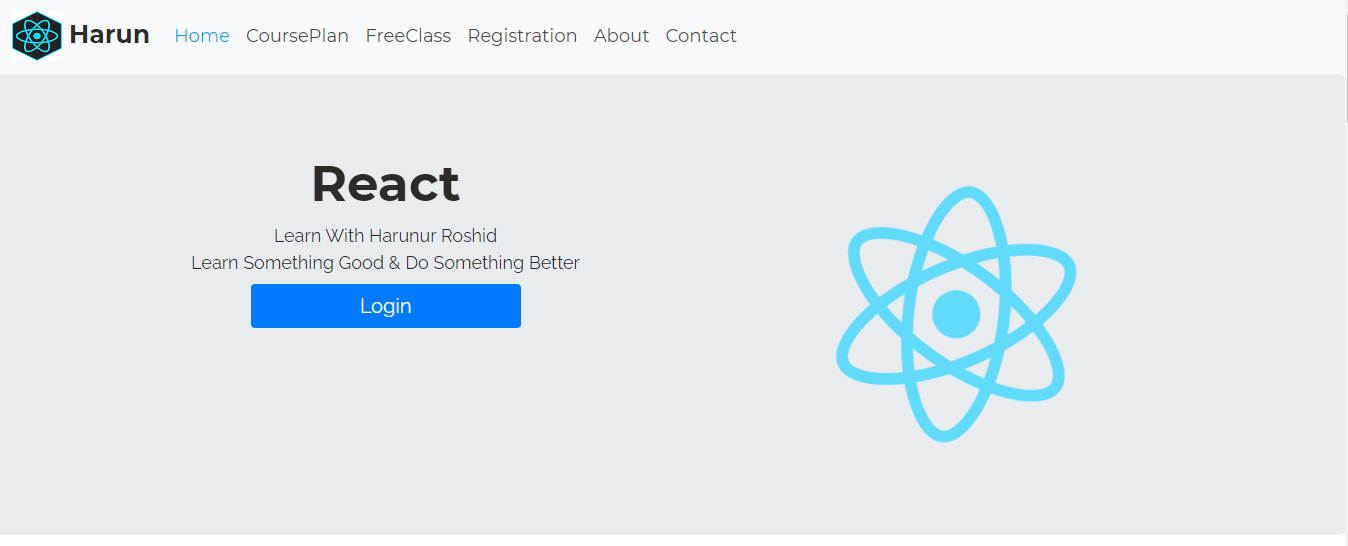 Harun Home CoursePlan FreeClass Registration About Contact
React
Learn With Harunur Roshid
Learn Something Good & Do Something Better
Login